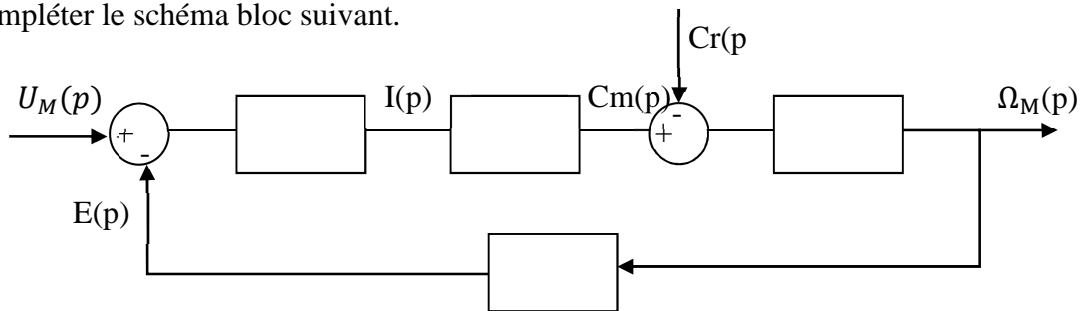 mpléter le schéma bloc suivant.
Cr(p
U_M(p)
I(p)
Cm(p)
Ω_M(p)
+
-
-
+
E(p)